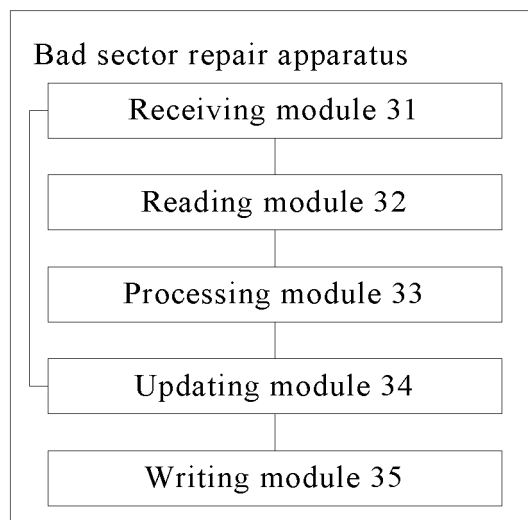 Bad sector repair apparatus
Receiving module 31
Reading module 32
Processing module 33
Updating module 34
Writing module 35